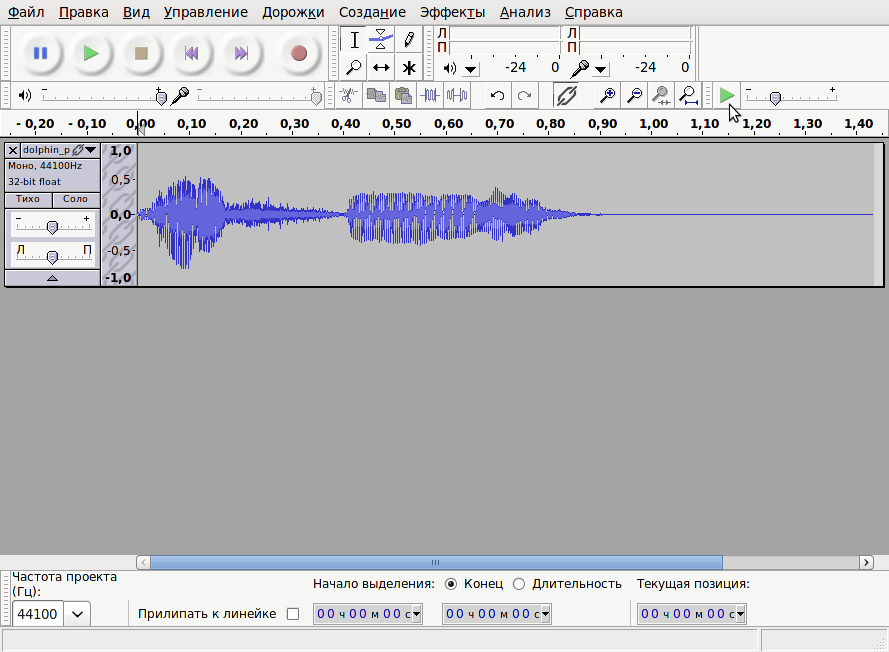 Файл Правка Вид Управление Дорожки Создание Эффекты Анализ Справка
Л Л
П П
-24 0 -24 0
- 0,20 - 0,10 0,00 0,10 0,20 0,30 0,40 0,50 0,60 0,70 0,80 0,90 1,00 1,10 1,20 1,30 1,40
dolphin_p 1,0
Моно, 44100Hz
32-bit float 0,5
Тихо Соло
- + 0,0
Л П -0,5
-1,0
Частота проекта
(Гц): Начало выделения: Конец Длительность Текущая позиция:
44100 Прилипать к линейке 00 ч 00 м 00 с 00 ч 00 м 00 с 00 ч 00 м 00 с